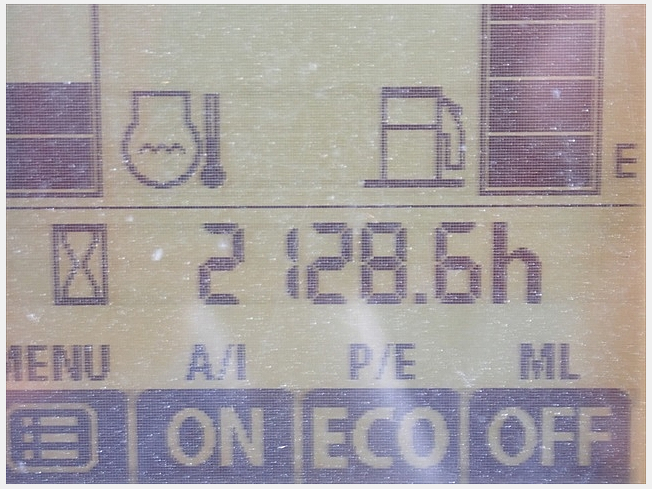 E
2128.6h
MENU A/I P/E ML
ON ECO OFF